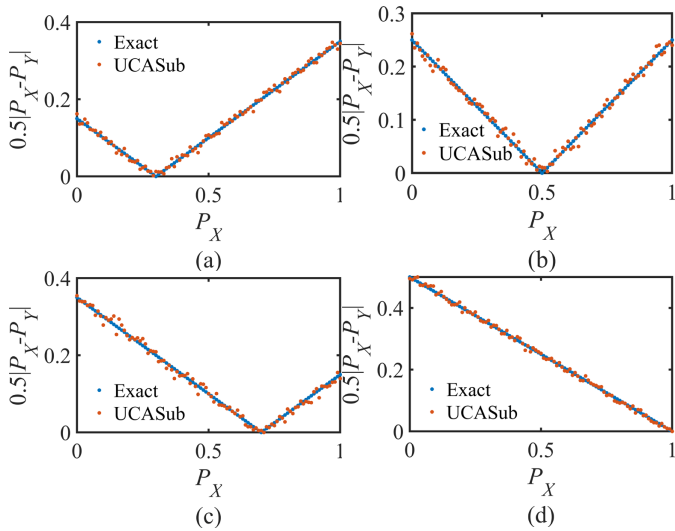 0.5|P_X-P_Y|
0.4
0.2
0
Exact
UCASub
0
0.5
1
P_X
(a)
0.5|P_X-P_Y|
0.3
0.2
0.1
0
Exact
UCASub
0
0.5
1
P_X
(b)
0.5|P_X-P_Y|
0.4
0.2
0
Exact
UCASub
0
0.5
1
P_X
(c)
0.5|P_X-P_Y|
0.4
0.2
0
Exact
UCASub
0
0.5
1
P_X
(d)